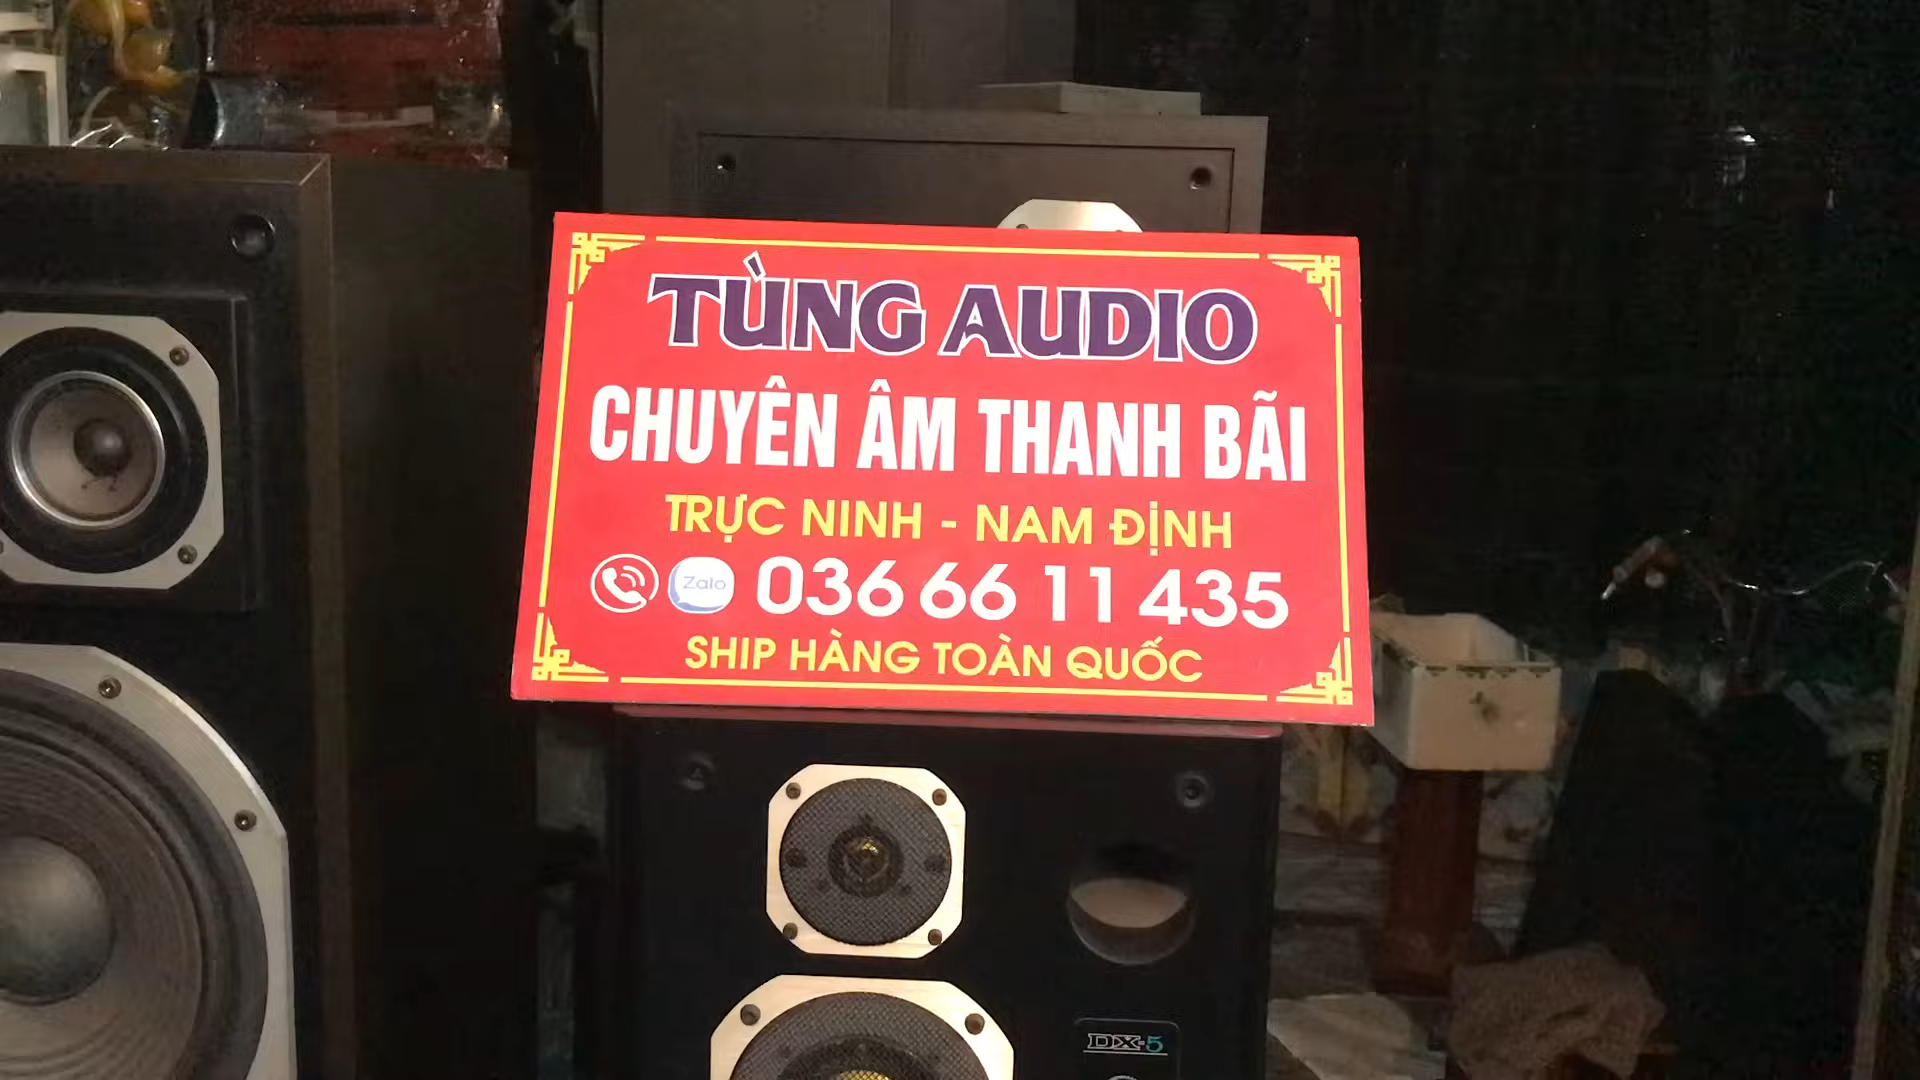 TÙNG AUDIO
CHUYÊN ÂM THANH BÃI
TRỰC NINH - NAM ĐỊNH
Zalo 036 66 11 435
SHIP HÀNG TOÀN QUỐC
DX-5